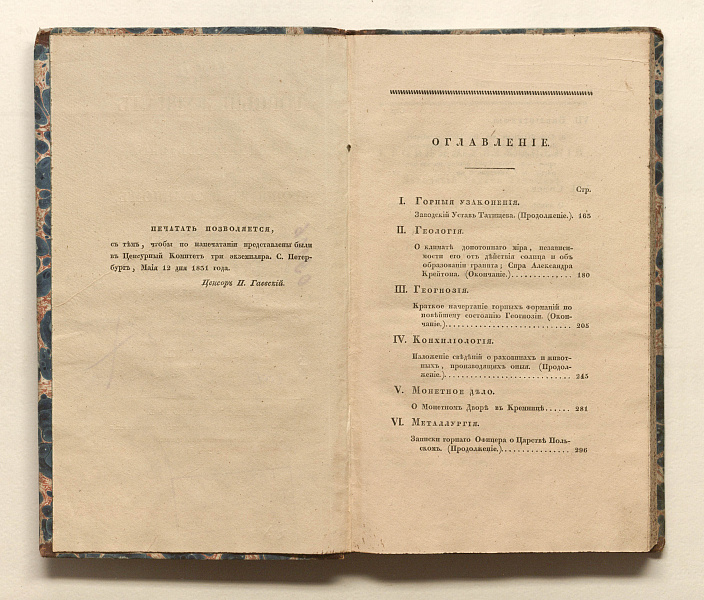 ПЕЧАТАТЬ ПОЗВОЛЯЕТСЯ,
съ тѣмъ, чтобы по напечатаніи представлены были
въ Ценсурный Комитетъ три экземпляра. С. Петер-
бургъ, Маія 12 дня 1831 года.
Ценсоръ П. Гаевскій.
ОГЛАВЛЕНІЕ.
Стр.
I. Горныя узаконенія.
Заводскій Уставъ Татищева. (Продолженіе.). 165
II. Геологія.
О климатѣ допотопнаго міра, независи-
мости его отъ дѣйствія солнца и объ
образованіи гранита; Сира Александра
Крейтона. (Окончаніе.).............. 180
III. Геогнозія.
Краткое начертаніе горныхъ формацій по
новѣйшему состоянію Геогнозіи. (Окон-
чаніе.)............................ 205
IV. Конхиліологія.
Изложеніе свѣденій о раковинахъ и живот-
ныхъ, производящихъ оныя. (Продол-
женіе.)............................ 245
V. Монетное дѣло.
О Монетномъ Дворѣ въ Кремницѣ...... 281
VI. Металлургія.
Записки горнаго Офицера о Царствѣ Поль-
скомъ. (Продолженіе.)............... 296